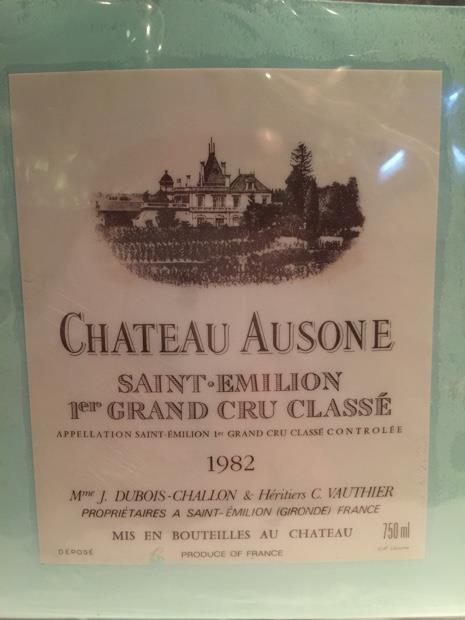 CHATEAU AUSONE
SAINT-EMILION
1er GRAND CRU CLASSÉ
APPELLATION SAINT-ÉMILION 1er GRAND CRU CLASSÉ CONTROLÉE
1982
Mme J. DUBOIS-CHALLON & Héritiers C. VAUTHIER
PROPRIÉTAIRES A SAINT-ÉMILION (GIRONDE) FRANCE
MIS EN BOUTEILLES AU CHATEAU 750 ml
DÉPOSÉ PRODUCE OF FRANCE